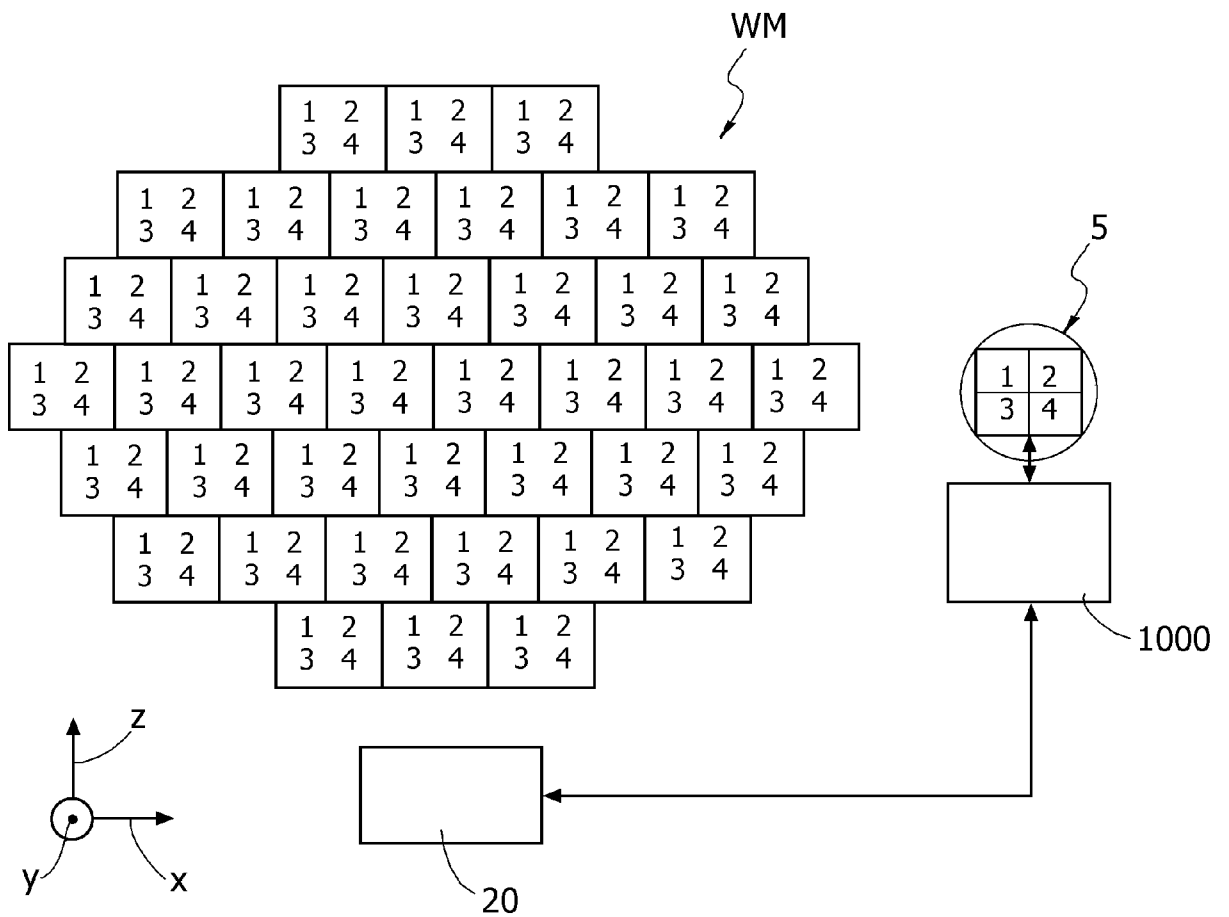 WM
1 2 1 2 1 2
3 4 3 4 3 4
1 2 1 2 1 2 1 2 1 2 1 2
3 4 3 4 3 4 3 4 3 4 3 4
5
1 2 1 2 1 2 1 2 1 2 1 2 1 2
3 4 3 4 3 4 3 4 3 4 3 4 3 4
1 2 1 2 1 2 1 2 1 2 1 2 1 2 1 2
3 4 3 4 3 4 3 4 3 4 3 4 3 4 3 4
1 2
3 4
1 2 1 2 1 2 1 2 1 2 1 2 1 2
3 4 3 4 3 4 3 4 3 4 3 4 3 4
1 2 1 2 1 2 1 2 1 2 1 2
3 4 3 4 3 4 3 4 3 4 3 4
1 2 1 2 1 2
3 4 3 4 3 4
1000
z
y
x
20